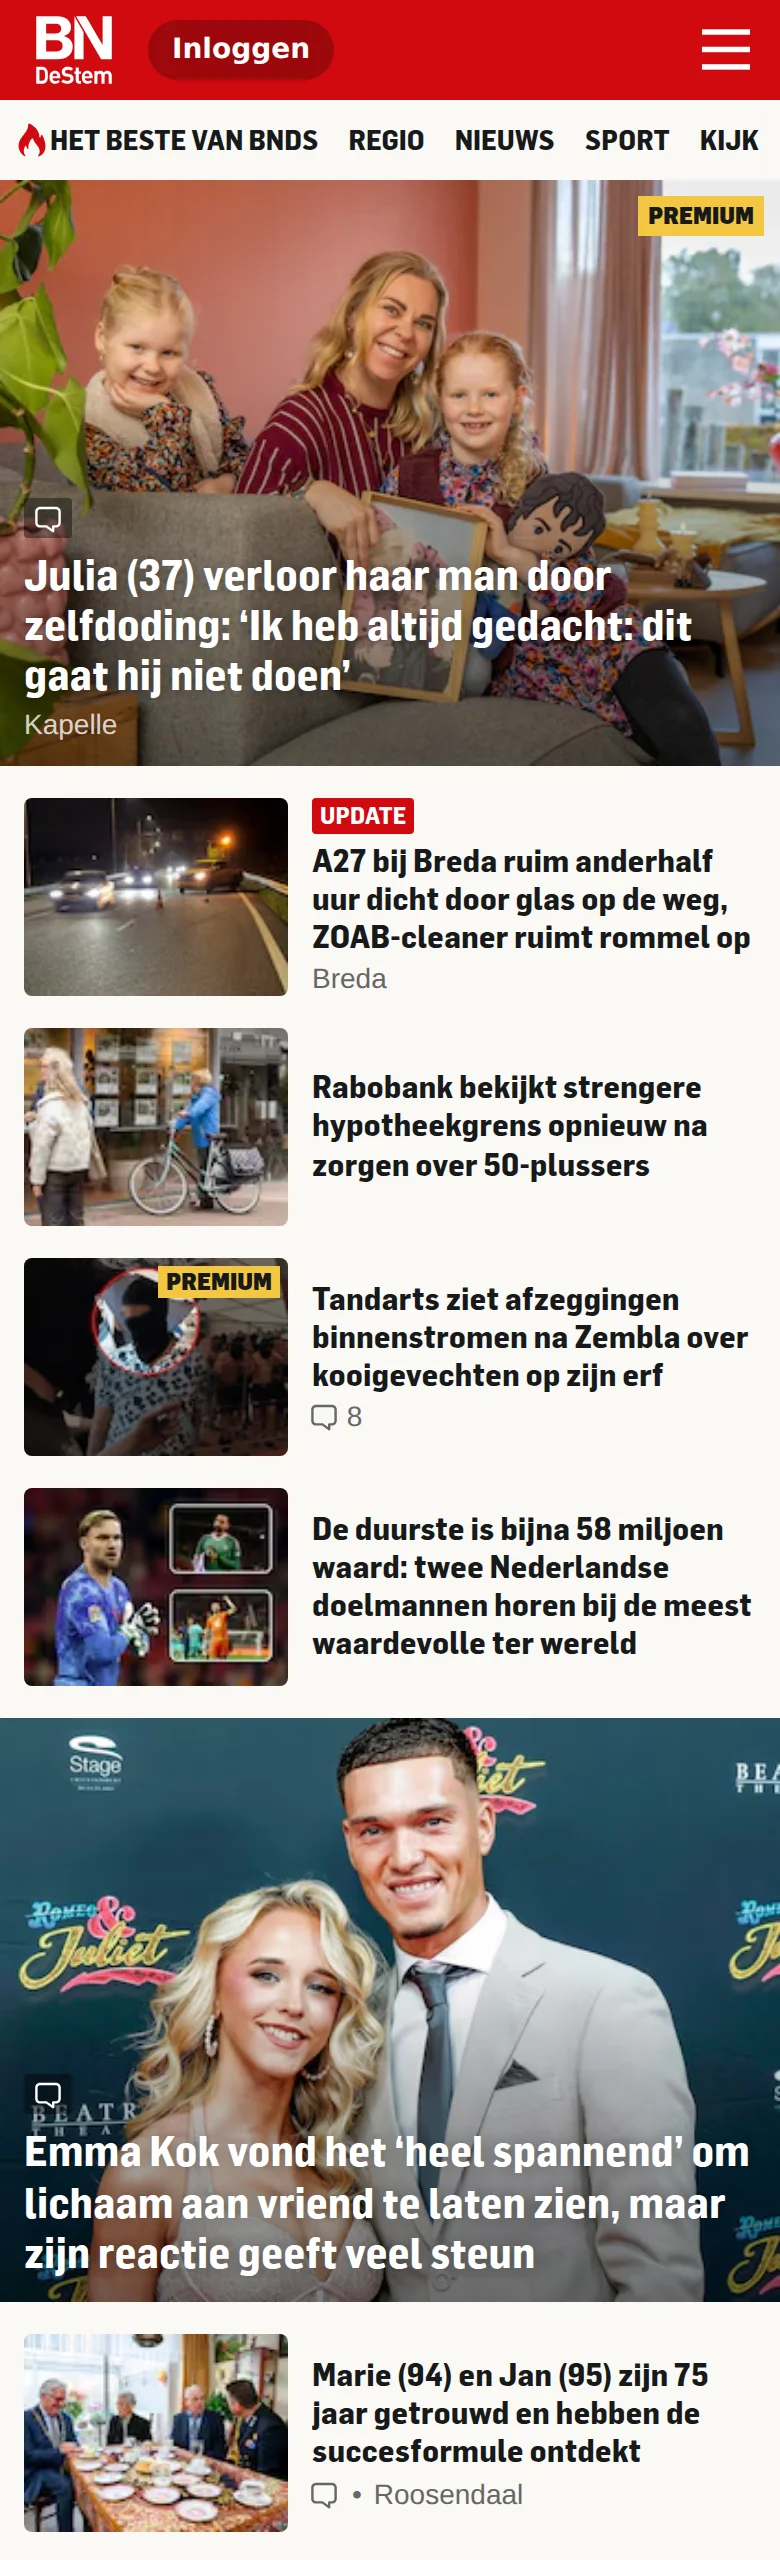 BN
DeStem
Inloggen
HET BESTE VAN BNDS REGIO NIEUWS SPORT KIJK
PREMIUM
Julia (37) verloor haar man door
zelfdoding: ‘Ik heb altijd gedacht: dit
gaat hij niet doen’
Kapelle
UPDATE
A27 bij Breda ruim anderhalf
uur dicht door glas op de weg,
ZOAB-cleaner ruimt rommel op
Breda
Rabobank bekijkt strengere
hypotheekgrens opnieuw na
zorgen over 50-plussers
PREMIUM
Tandarts ziet afzeggingen
binnenstromen na Zembla over
kooigevechten op zijn erf
8
De duurste is bijna 58 miljoen
waard: twee Nederlandse
doelmannen horen bij de meest
waardevolle ter wereld
Stage
Romeo & Juliet
BEATR
Emma Kok vond het ‘heel spannend’ om
lichaam aan vriend te laten zien, maar
zijn reactie geeft veel steun
Marie (94) en Jan (95) zijn 75
jaar getrouwd en hebben de
succesformule ontdekt
• Roosendaal